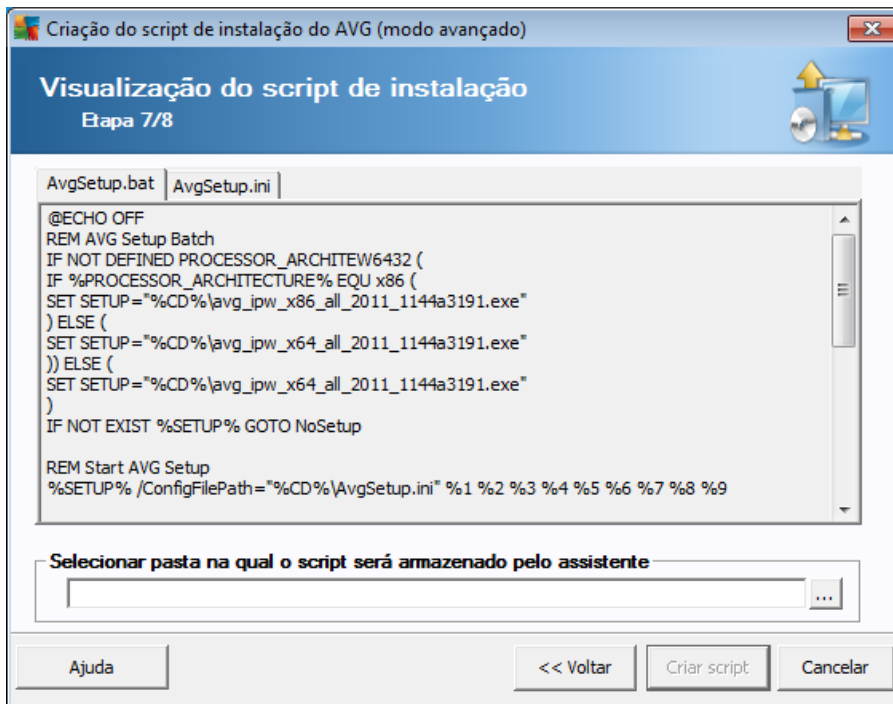 Criação do script de instalação do AVG (modo avançado)
Visualização do script de instalação
Etapa 7/8
AvgSetup.bat AvgSetup.ini
@ECHO OFF
REM AVG Setup Batch
IF NOT DEFINED PROCESSOR_ARCHITEW6432 (
IF %PROCESSOR_ARCHITECTURE% EQU x86 (
SET SETUP="%CD%\avg_ipw_x86_all_2011_1144a3191.exe"
) ELSE (
SET SETUP="%CD%\avg_ipw_x64_all_2011_1144a3191.exe"
)) ELSE (
SET SETUP="%CD%\avg_ipw_x64_all_2011_1144a3191.exe"
)
IF NOT EXIST %SETUP% GOTO NoSetup
REM Start AVG Setup
%SETUP% /ConfigFilePath="%CD%\AvgSetup.ini" %1 %2 %3 %4 %5 %6 %7 %8 %9
Selecionar pasta na qual o script será armazenado pelo assistente
...
Ajuda << Voltar Criar script Cancelar